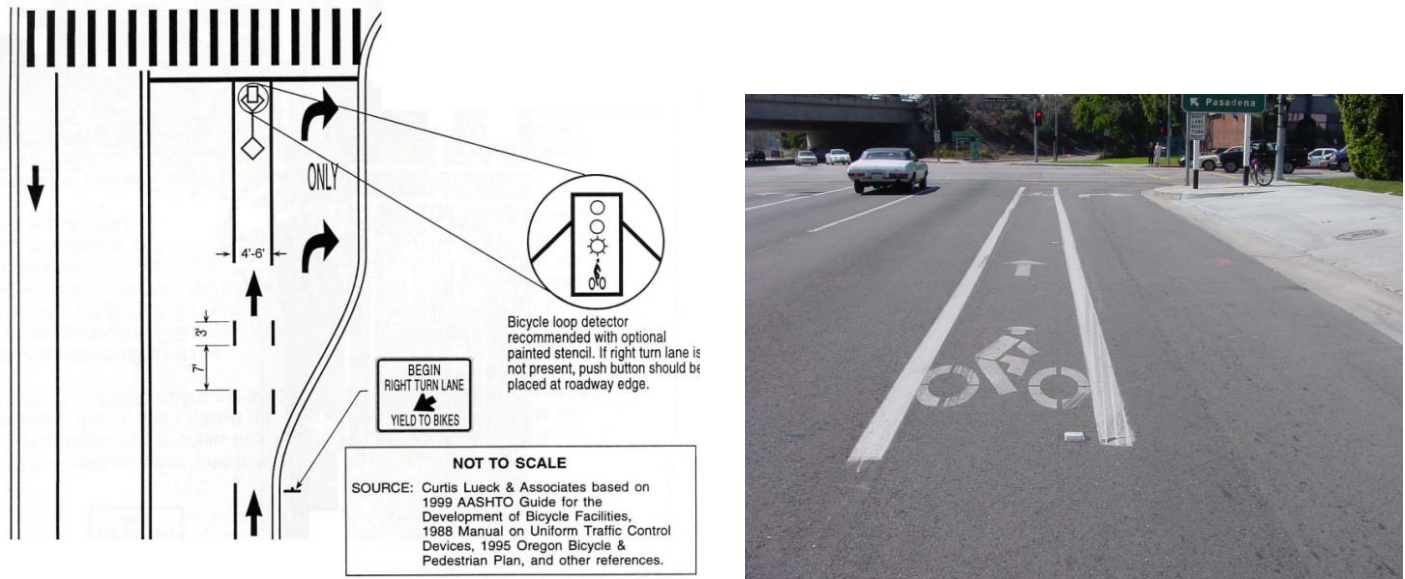 ONLY
4'-6'
3'
7'
Bicycle loop detector
recommended with optional
painted stencil. If right turn lane is
not present, push button should be
placed at roadway edge.
BEGIN
RIGHT TURN LANE
YIELD TO BIKES
NOT TO SCALE
SOURCE: Curtis Lueck & Associates based on
1999 AASHTO Guide for the
Development of Bicycle Facilities,
1988 Manual on Uniform Traffic Control
Devices, 1995 Oregon Bicycle &
Pedestrian Plan, and other references.
Pasadena